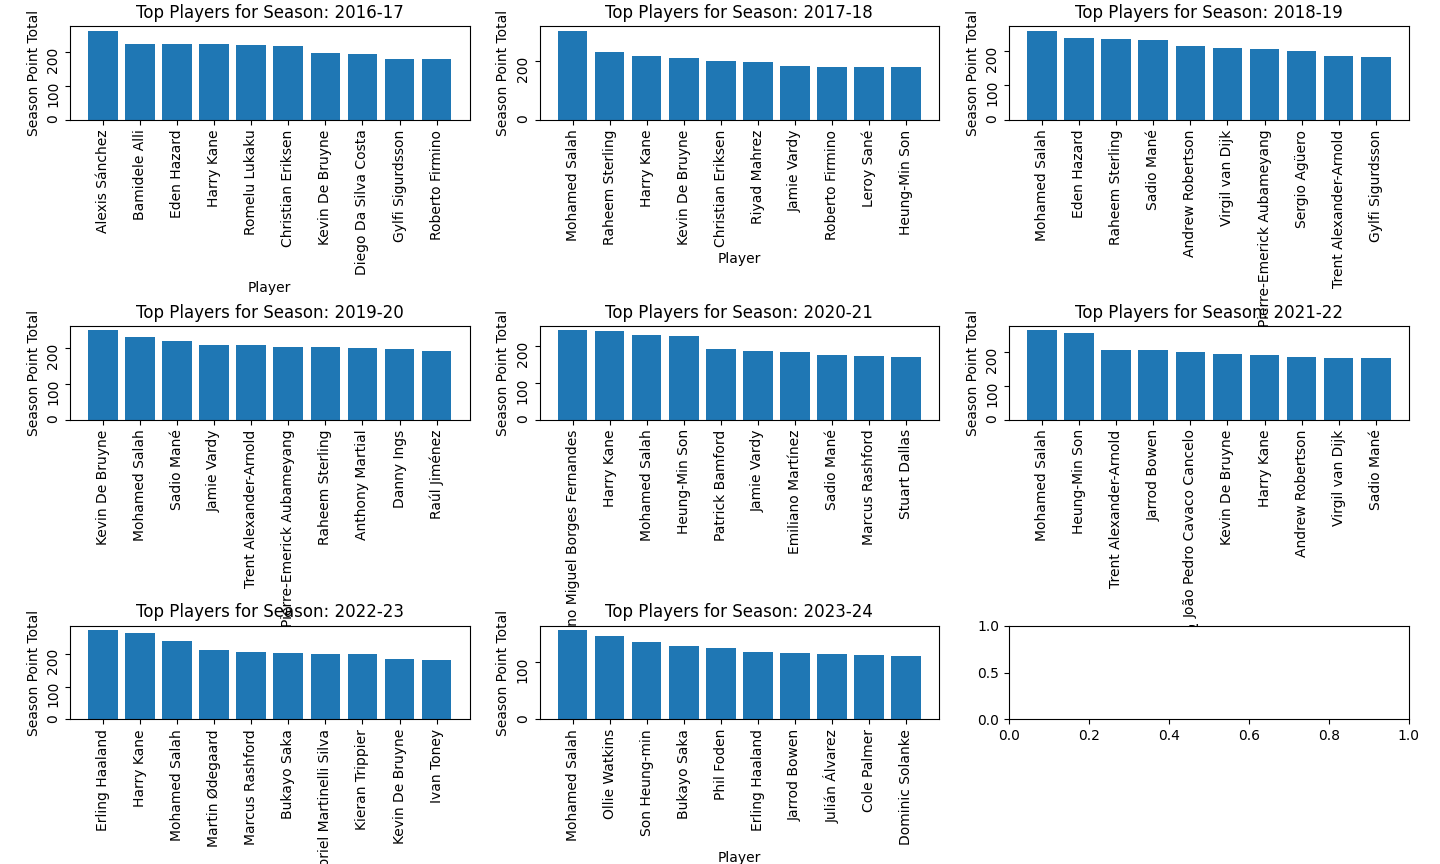 Top Players for Season: 2016-17
Season Point Total
200
100
0
Alexis Sánchez
Bamidele Alli
Eden Hazard
Harry Kane
Romelu Lukaku
Christian Eriksen
Kevin De Bruyne
Diego Da Silva Costa
Gylfi Sigurdsson
Roberto Firmino
Player
Top Players for Season: 2017-18
Season Point Total
200
0
Mohamed Salah
Raheem Sterling
Harry Kane
Kevin De Bruyne
Christian Eriksen
Riyad Mahrez
Jamie Vardy
Roberto Firmino
Leroy Sané
Heung-Min Son
Player
Top Players for Season: 2018-19
Season Point Total
200
100
0
Mohamed Salah
Eden Hazard
Raheem Sterling
Sadio Mané
Andrew Robertson
Virgil van Dijk
Pierre-Emerick Aubameyang
Sergio Agüero
Trent Alexander-Arnold
Gylfi Sigurdsson
Top Players for Season: 2019-20
Season Point Total
200
100
0
Kevin De Bruyne
Mohamed Salah
Sadio Mané
Jamie Vardy
Trent Alexander-Arnold
Pierre-Emerick Aubameyang
Raheem Sterling
Anthony Martial
Danny Ings
Raúl Jiménez
Top Players for Season: 2020-21
Season Point Total
200
100
0
no Miguel Borges Fernandes
Harry Kane
Mohamed Salah
Heung-Min Son
Patrick Bamford
Jamie Vardy
Emiliano Martínez
Sadio Mané
Marcus Rashford
Stuart Dallas
Top Players for Season: 2021-22
Season Point Total
200
100
0
Mohamed Salah
Heung-Min Son
Trent Alexander-Arnold
Jarrod Bowen
João Pedro Cavaco Cancelo
Kevin De Bruyne
Harry Kane
Andrew Robertson
Virgil van Dijk
Sadio Mané
Top Players for Season: 2022-23
Season Point Total
200
100
0
Erling Haaland
Harry Kane
Mohamed Salah
Martin Ødegaard
Marcus Rashford
Bukayo Saka
oriel Martinelli Silva
Kieran Trippier
Kevin De Bruyne
Ivan Toney
Top Players for Season: 2023-24
Season Point Total
100
0
Mohamed Salah
Ollie Watkins
Son Heung-min
Bukayo Saka
Phil Foden
Erling Haaland
Jarrod Bowen
Julián Álvarez
Cole Palmer
Dominic Solanke
Player
1.0
0.5
0.0
0.0 0.2 0.4 0.6 0.8 1.0